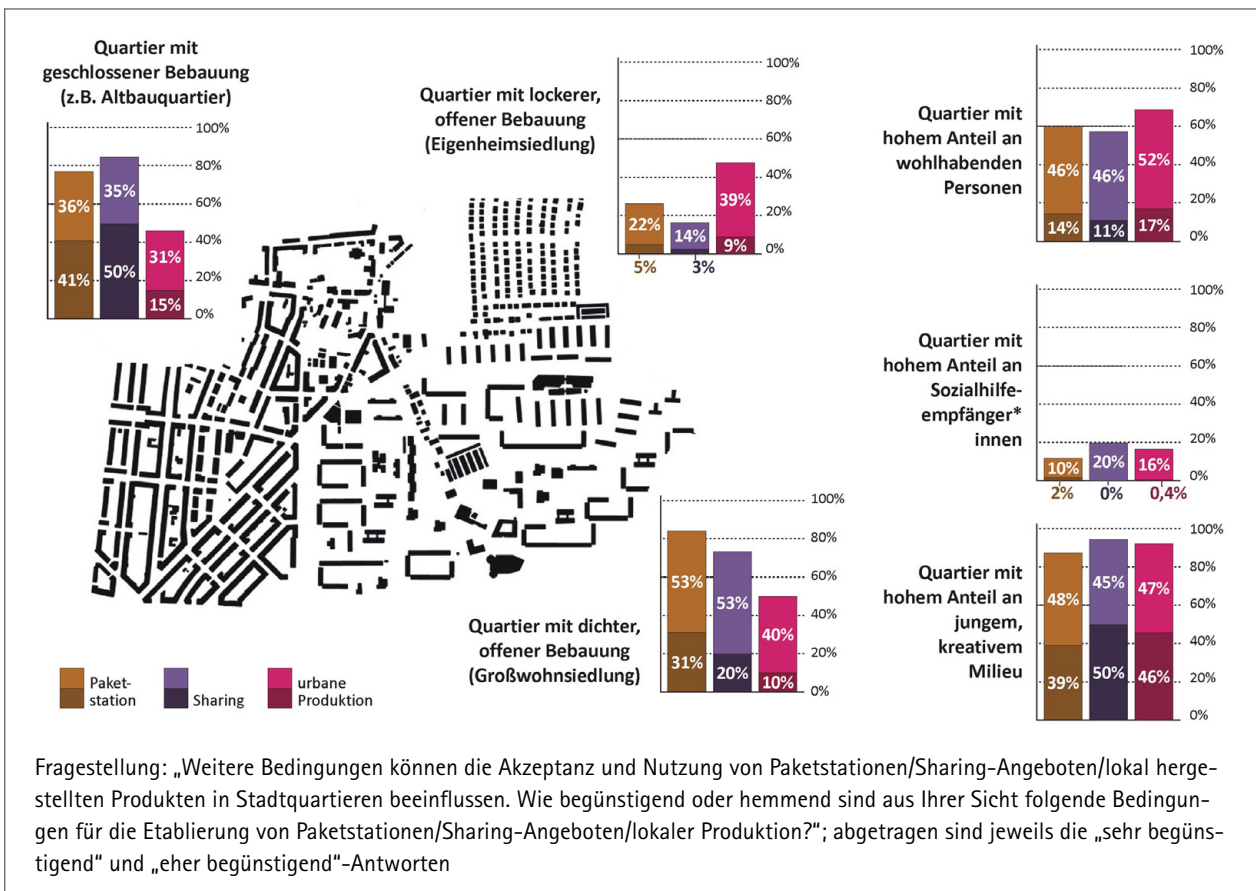 Quartier mit
geschlossener Bebauung
(z.B. Altbauquartier)
100%
80%
60%
40%
20%
0%
36%
41%
35%
50%
31%
15%
Quartier mit lockerer,
offener Bebauung
(Eigenheimsiedlung)
100%
80%
60%
40%
20%
0%
22%
14%
39%
9%
5%
3%
Quartier mit
hohem Anteil an
wohlhabenden
Personen
100%
80%
60%
40%
20%
0%
46%
14%
46%
11%
52%
17%
Quartier mit
hohem Anteil an
Sozialhilfe-
empfänger*
innen
100%
80%
60%
40%
20%
0%
10%
20%
16%
2%
0%
0,4%
Quartier mit dichter,
offener Bebauung
(Großwohnsiedlung)
100%
80%
60%
40%
20%
0%
53%
31%
53%
20%
40%
10%
Quartier mit
hohem Anteil an
jungem,
kreativem
Milieu
100%
80%
60%
40%
20%
0%
48%
39%
45%
50%
47%
46%
Paket-
station
Sharing
urbane
Produktion
Fragestellung: „Weitere Bedingungen können die Akzeptanz und Nutzung von Paketstationen/Sharing-Angeboten/lokal herge-
stellten Produkten in Stadtquartieren beeinflussen. Wie begünstigend oder hemmend sind aus Ihrer Sicht folgende Bedingun-
gen für die Etablierung von Paketstationen/Sharing-Angeboten/lokaler Produktion?“; abgetragen sind jeweils die „sehr begüns-
tigend“ und „eher begünstigend“-Antworten